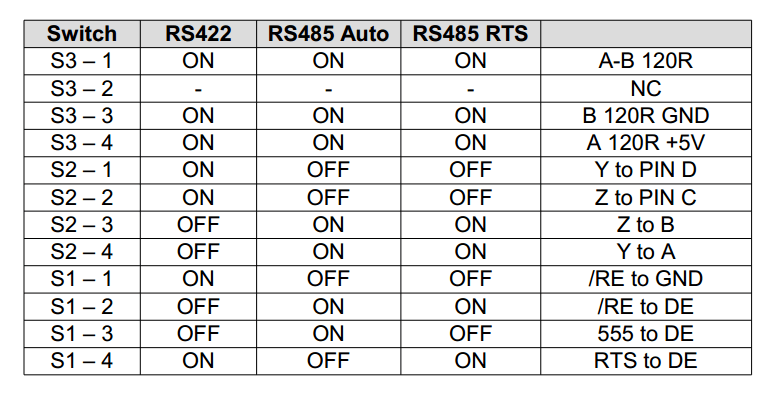 Switch RS422 RS485 Auto RS485 RTS
S3 – 1 ON ON ON A-B 120R
S3 – 2 - - - NC
S3 – 3 ON ON ON B 120R GND
S3 – 4 ON ON ON A 120R +5V
S2 – 1 ON OFF OFF Y to PIN D
S2 – 2 ON OFF OFF Z to PIN C
S2 – 3 OFF ON ON Z to B
S2 – 4 OFF ON ON Y to A
S1 – 1 ON OFF OFF /RE to GND
S1 – 2 OFF ON ON /RE to DE
S1 – 3 OFF ON OFF 555 to DE
S1 – 4 ON OFF ON RTS to DE